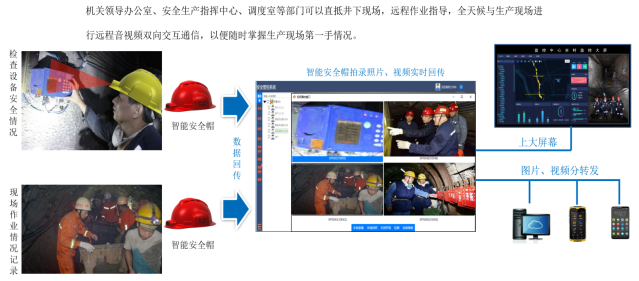 机关领导办公室、安全生产指挥中心、调度室等部门可以直抵井下现场，远程作业指导，全天候与生产现场进
行远程音视频双向交互通信，以便随时掌握生产现场第一手情况。
检查设备安全情况
智能安全帽
数据回传
智能安全帽拍录照片、视频实时回传
上大屏幕
图片、视频分转发
现场作业情况记录
智能安全帽